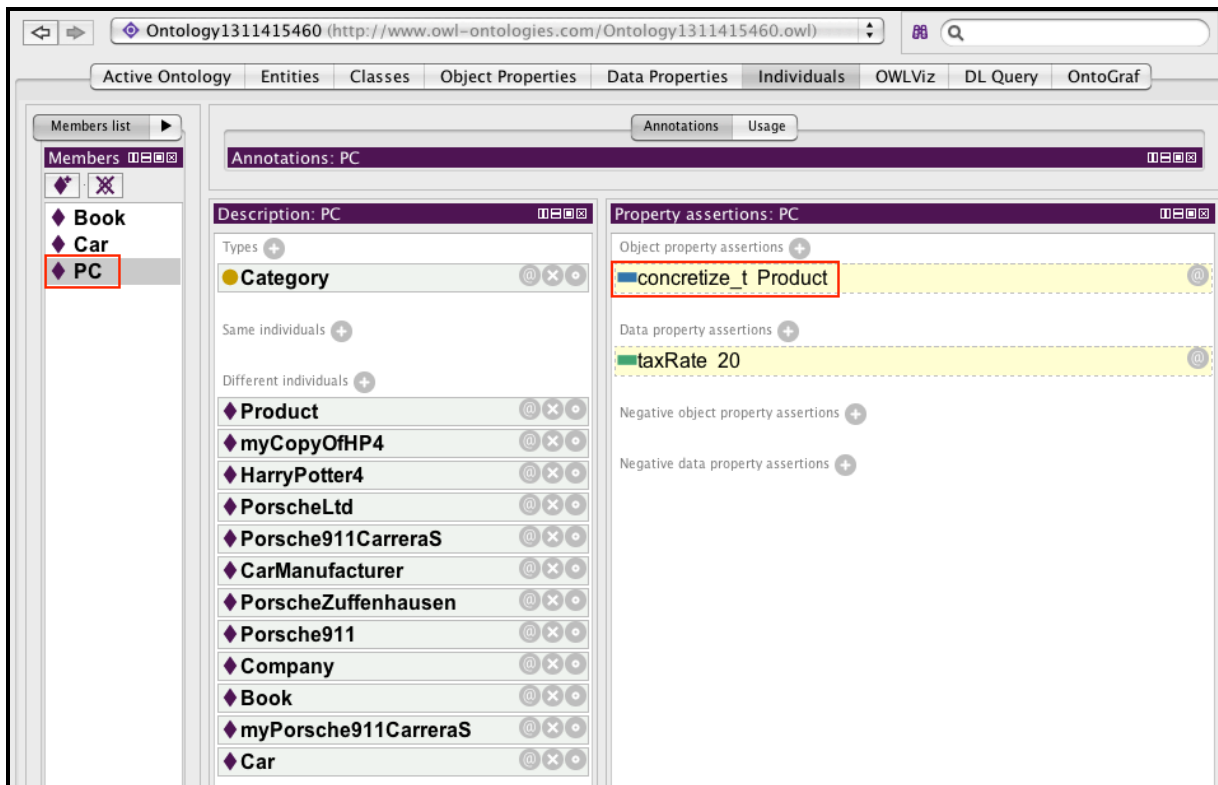 Ontology1311415460 (http://www.owl-ontologies.com/Ontology1311415460.owl)
Active Ontology Entities Classes Object Properties Data Properties Individuals OWLViz DL Query OntoGraf
Members list
Members
Book
Car
PC
Annotations Usage
Annotations: PC
Description: PC
Types
Category
Same individuals
Different individuals
Product
myCopyOfHP4
HarryPotter4
PorscheLtd
Porsche911CarreraS
CarManufacturer
PorscheZuffenhausen
Porsche911
Company
Book
myPorsche911CarreraS
Car
Property assertions: PC
Object property assertions
concretize_t Product
Data property assertions
taxRate 20
Negative object property assertions
Negative data property assertions